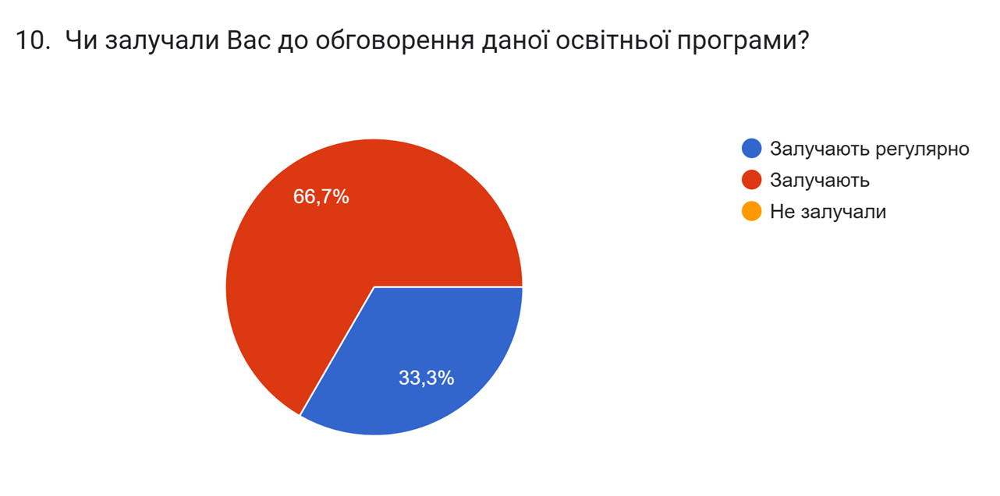 10. Чи залучали Вас до обговорення даної освітньої програми?
Залучають регулярно
Залучають
Не залучали
66,7%
33,3%